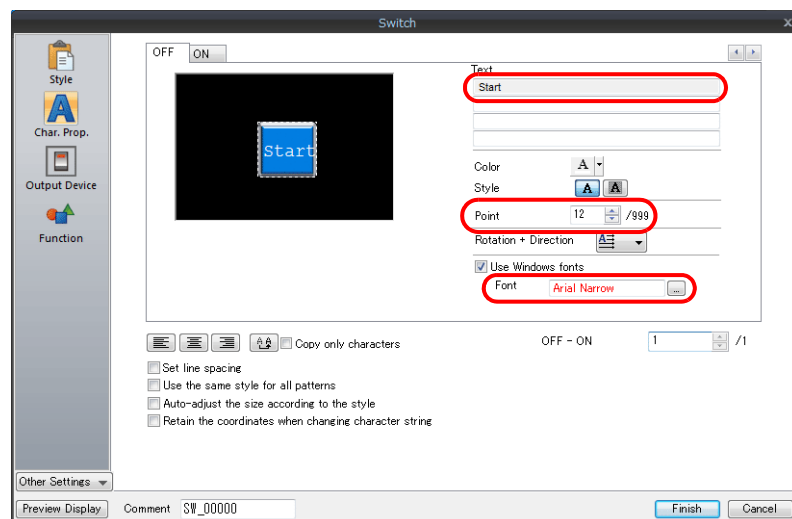 Switch
x
OFF
ON
Style
Char. Prop.
Output Device
Function
Start
Text
Start
Color
A
Style
A
A
Point
12
/999
Rotation + Direction
Use Windows fonts
Font
Arial Narrow
...
Copy only characters
OFF - ON
1
/1
Set line spacing
Use the same style for all patterns
Auto-adjust the size according to the style
Retain the coordinates when changing character string
Other Settings
Preview Display
Comment
SW_00000
Finish
Cancel